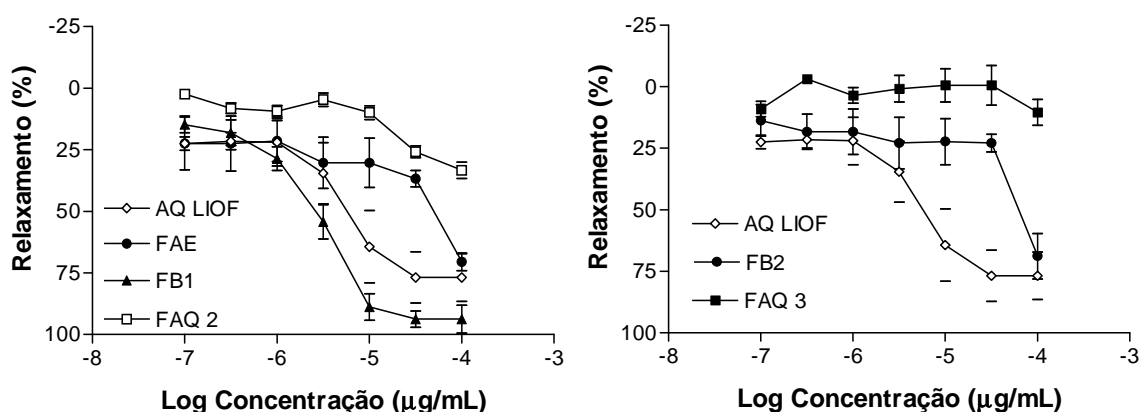 -25
0
25
50
75
100
Relaxamento (%)
AQ LIOF
FAE
FB1
FAQ 2
-8
-7
-6
-5
-4
-3
Log Concentração (μg/mL)
-25
0
25
50
75
100
Relaxamento (%)
AQ LIOF
FB2
FAQ 3
-8
-7
-6
-5
-4
-3
Log Concentração (μg/mL)